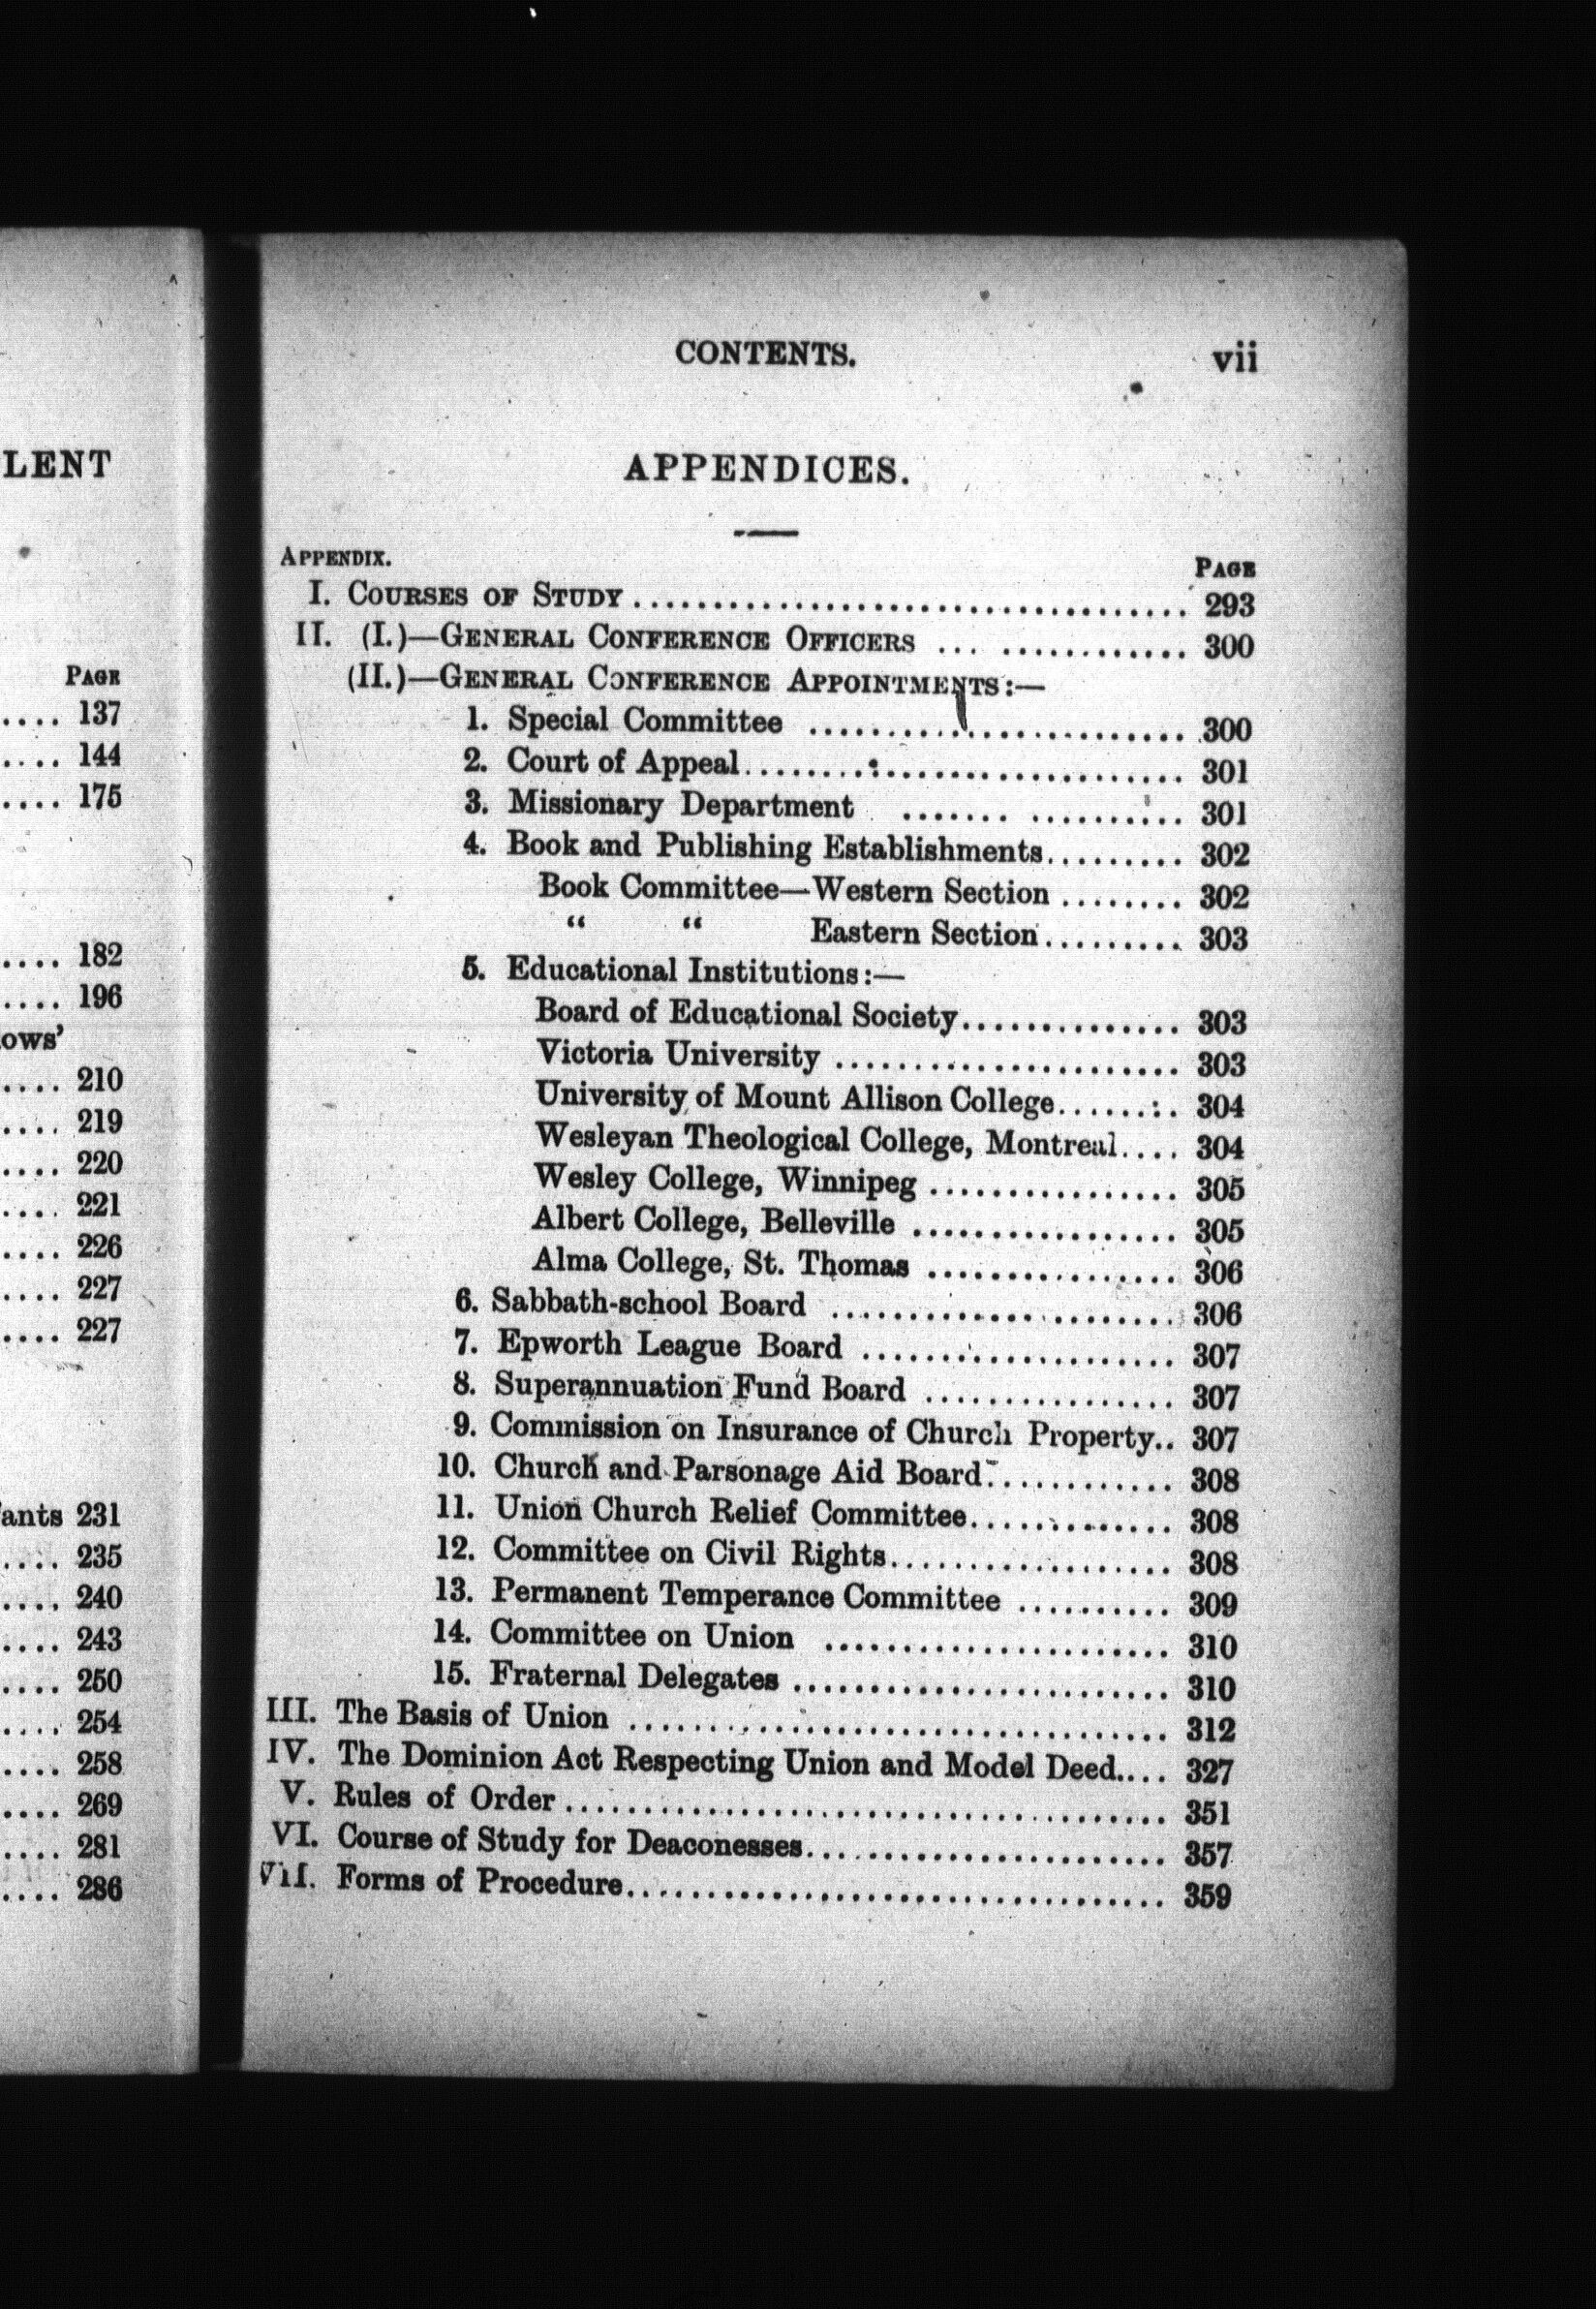 LENT
PAGE
.... 137
.... 144
.... 175
.... 182
.... 196
ows'
.... 210
.... 219
.... 220
.... 221
.... 226
.... 227
.... 227
ants 231
.... 235
.... 240
.... 243
.... 250
.... 254
.... 258
.... 269
.... 281
.... 286
CONTENTS. vii
APPENDICES.
APPENDIX. PAGE
I. COURSES OF STUDY .................................. 293
II. (I.)—GENERAL CONFERENCE OFFICERS ... ............ 300
(II.)—GENERAL CONFERENCE APPOINTMENTS:—
1. Special Committee ........................ 300
2. Court of Appeal............................ 301
3. Missionary Department ....... .......... 301
4. Book and Publishing Establishments......... 302
Book Committee—Western Section ........ 302
“ “ Eastern Section......... 303
5. Educational Institutions:—
Board of Educational Society.............. 303
Victoria University ...................... 303
University of Mount Allison College........ 304
Wesleyan Theological College, Montreal.... 304
Wesley College, Winnipeg ................ 305
Albert College, Belleville ................. 305
Alma College, St. Thomas ................ 306
6. Sabbath-school Board ...................... 306
7. Epworth League Board .................... 307
8. Superannuation Fund Board ................ 307
9. Commission on Insurance of Church Property.. 307
10. Church and Parsonage Aid Board............ 308
11. Union Church Relief Committee............. 308
12. Committee on Civil Rights.................. 308
13. Permanent Temperance Committee .......... 309
14. Committee on Union ...................... 310
15. Fraternal Delegates ........................ 310
III. The Basis of Union .................................. 312
IV. The Dominion Act Respecting Union and Model Deed.... 327
V. Rules of Order ...................................... 351
VI. Course of Study for Deaconesses....................... 357
VII. Forms of Procedure.................................. 359